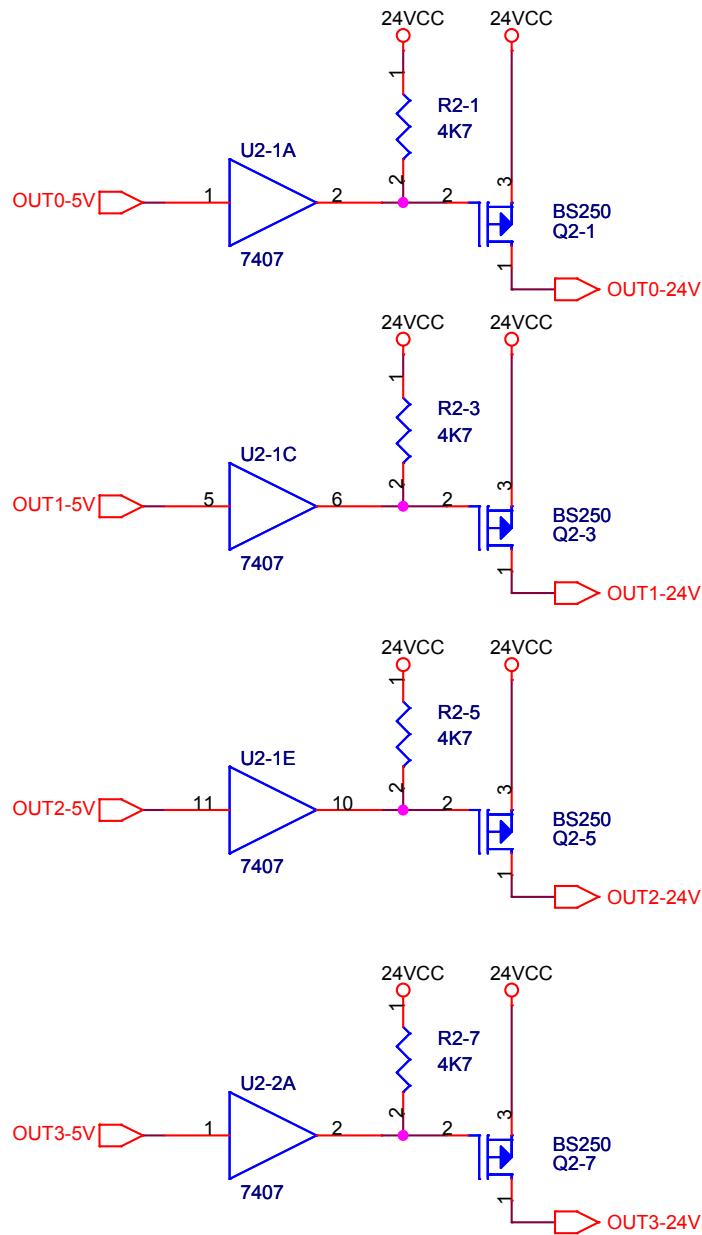 24VCC 24VCC
1
R2-1
4K7
U2-1A
2
3
OUT0-5V 1 2 2
BS250
Q2-1
7407
1
OUT0-24V
24VCC 24VCC
1
R2-3
4K7
U2-1C
2
3
OUT1-5V 5 6 2
BS250
Q2-3
7407
1
OUT1-24V
24VCC 24VCC
1
R2-5
4K7
U2-1E
2
3
OUT2-5V 11 10 2
BS250
Q2-5
7407
1
OUT2-24V
24VCC 24VCC
1
R2-7
4K7
U2-2A
2
3
OUT3-5V 1 2 2
BS250
Q2-7
7407
1
OUT3-24V